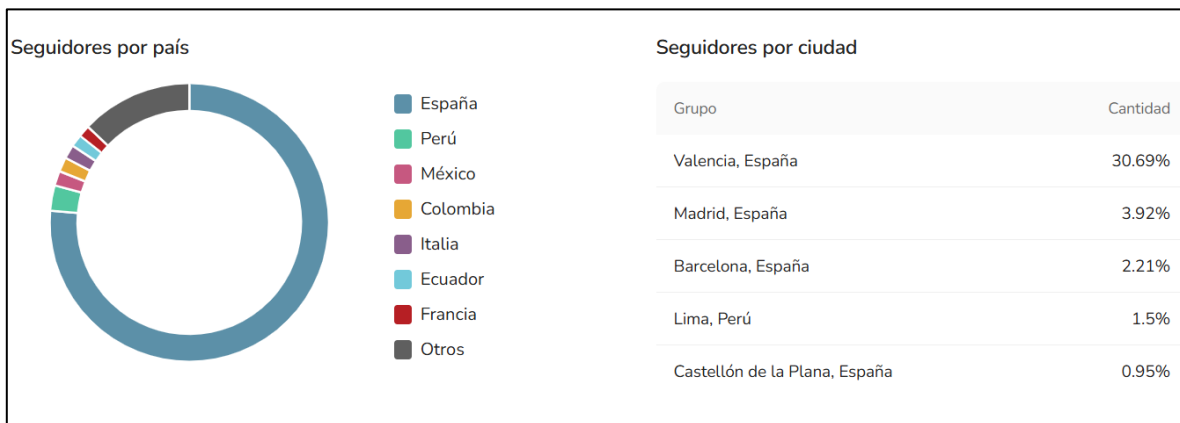 Seguidores por país
España
Perú
México
Colombia
Italia
Ecuador
Francia
Otros
Seguidores por ciudad
Grupo Cantidad
Valencia, España 30.69%
Madrid, España 3.92%
Barcelona, España 2.21%
Lima, Perú 1.5%
Castellón de la Plana, España 0.95%